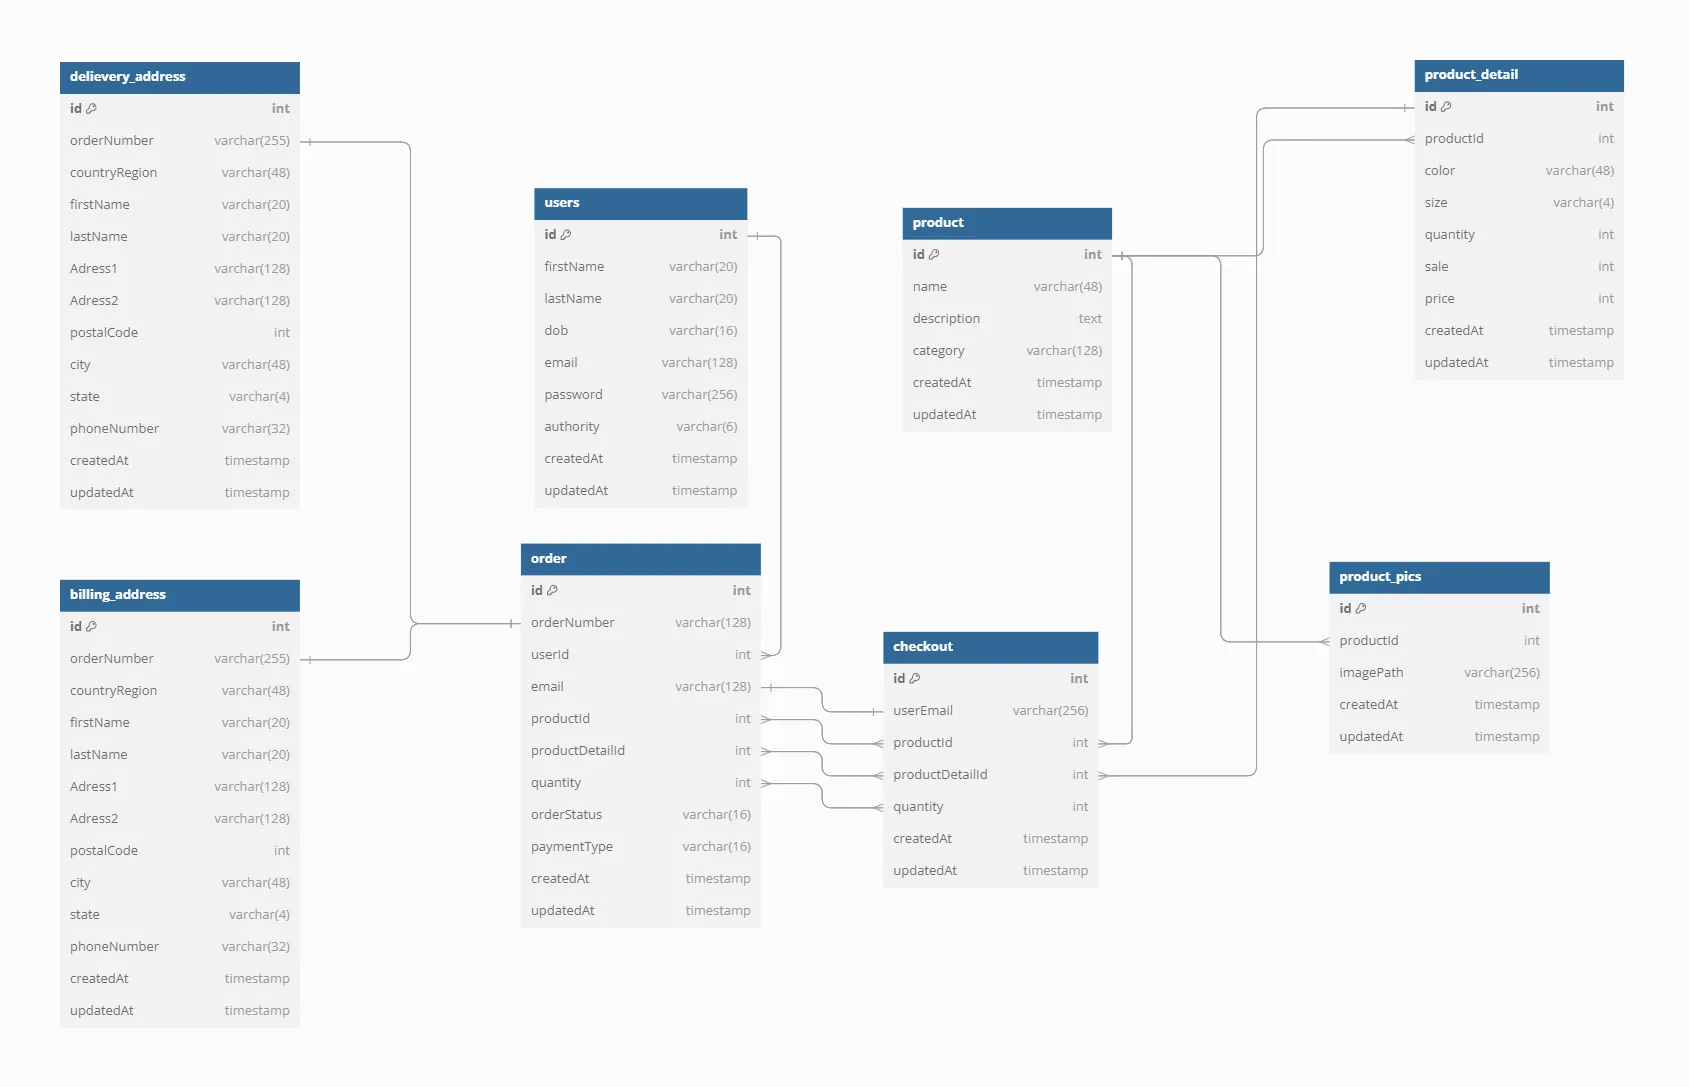 delievery_address
id int
orderNumber varchar(255)
countryRegion varchar(48)
firstName varchar(20)
lastName varchar(20)
Adress1 varchar(128)
Adress2 varchar(128)
postalCode int
city varchar(48)
state varchar(4)
phoneNumber varchar(32)
createdAt timestamp
updatedAt timestamp
billing_address
id int
orderNumber varchar(255)
countryRegion varchar(48)
firstName varchar(20)
lastName varchar(20)
Adress1 varchar(128)
Adress2 varchar(128)
postalCode int
city varchar(48)
state varchar(4)
phoneNumber varchar(32)
createdAt timestamp
updatedAt timestamp
users
id int
firstName varchar(20)
lastName varchar(20)
dob varchar(16)
email varchar(128)
password varchar(256)
authority varchar(6)
createdAt timestamp
updatedAt timestamp
order
id int
orderNumber varchar(128)
userId int
email varchar(128)
productId int
productDetailId int
quantity int
orderStatus varchar(16)
paymentType varchar(16)
createdAt timestamp
updatedAt timestamp
product
id int
name varchar(48)
description text
category varchar(128)
createdAt timestamp
updatedAt timestamp
checkout
id int
userEmail varchar(256)
productId int
productDetailId int
quantity int
createdAt timestamp
updatedAt timestamp
product_detail
id int
productId int
color varchar(48)
size varchar(4)
quantity int
sale int
price int
createdAt timestamp
updatedAt timestamp
product_pics
id int
productId int
imagePath varchar(256)
createdAt timestamp
updatedAt timestamp